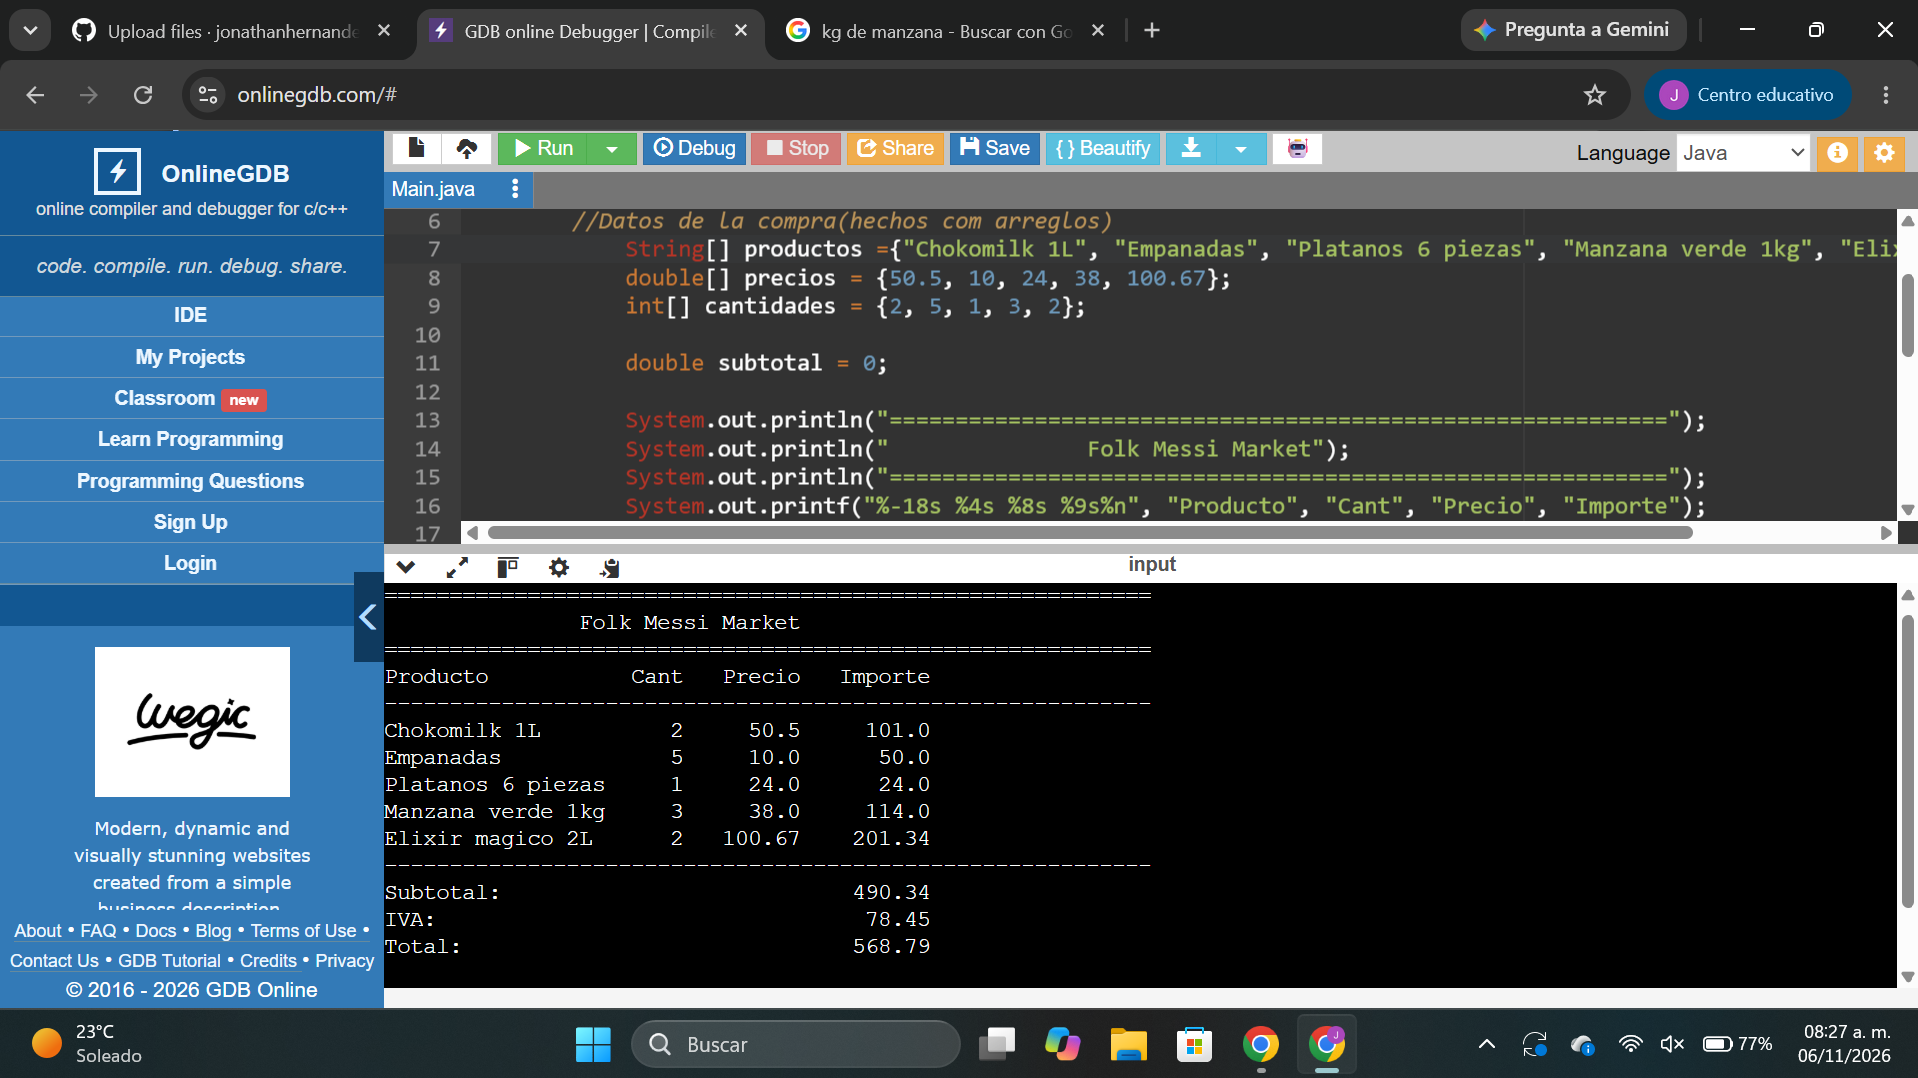 Upload files · jonathanhernande
GDB online Debugger | Compile
kg de manzana - Buscar con Go
Pregunta a Gemini
onlinegdb.com/#
J
Centro educativo
OnlineGDB
online compiler and debugger for c/c++
code. compile. run. debug. share.
IDE
My Projects
Classroom new
Learn Programming
Programming Questions
Sign Up
Login
wegic
Modern, dynamic and
visually stunning websites
created from a simple
business description.
About • FAQ • Docs • Blog • Terms of Use •
Contact Us • GDB Tutorial • Credits • Privacy
© 2016 - 2026 GDB Online
Run Debug Stop Share Save { } Beautify
Language Java
Main.java
6 //Datos de la compra(hechos com arreglos)
7 String[] productos ={"Chokomilk 1L", "Empanadas", "Platanos 6 piezas", "Manzana verde 1kg", "Elix
8 double[] precios = {50.5, 10, 24, 38, 100.67};
9 int[] cantidades = {2, 5, 1, 3, 2};
10
11 double subtotal = 0;
12
13 System.out.println("===========================================================");
14 System.out.println("               Folk Messi Market");
15 System.out.println("===========================================================");
16 System.out.printf("%-18s %4s %8s %9s%n", "Producto", "Cant", "Precio", "Importe");
17
input
===========================================================
Folk Messi Market
===========================================================
Producto Cant Precio Importe
-----------------------------------------------------------
Chokomilk 1L 2 50.5 101.0
Empanadas 5 10.0 50.0
Platanos 6 piezas 1 24.0 24.0
Manzana verde 1kg 3 38.0 114.0
Elixir magico 2L 2 100.67 201.34
-----------------------------------------------------------
Subtotal: 490.34
IVA: 78.45
Total: 568.79
23°C
Soleado
Buscar
J
77%
08:27 a. m.
06/11/2026